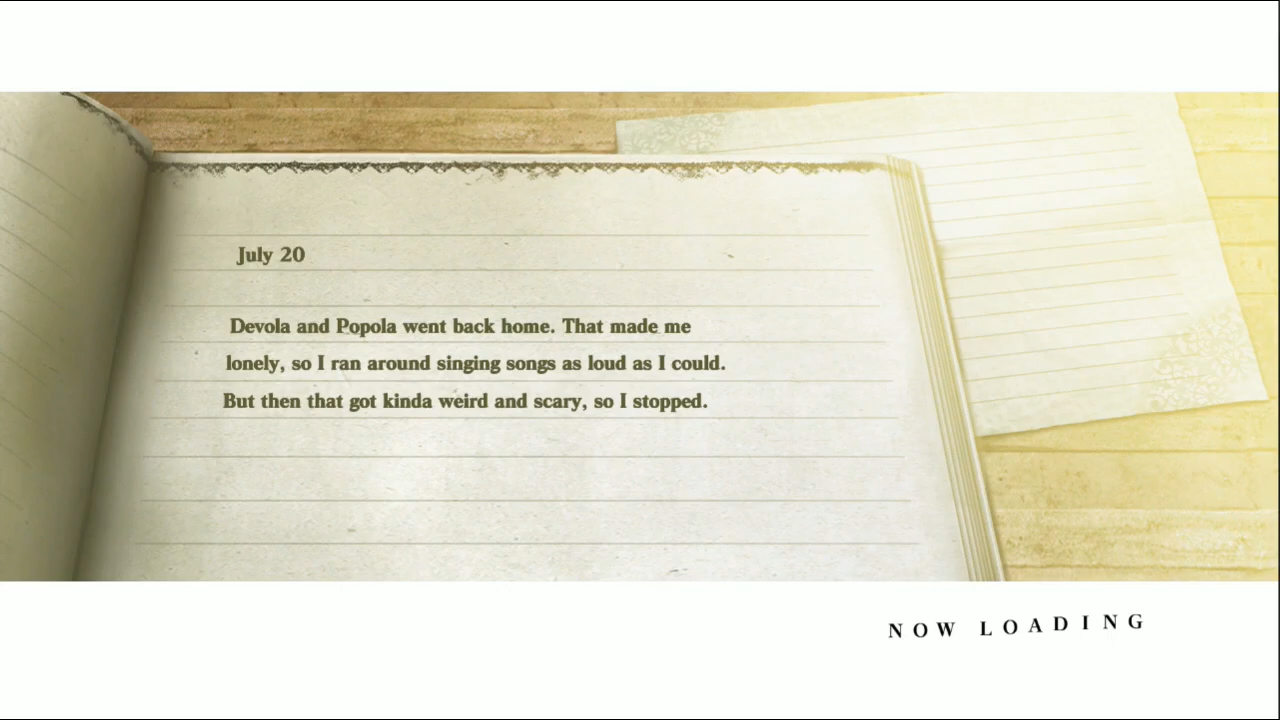 July 20
Devola and Popola went back home. That made me
lonely, so I ran around singing songs as loud as I could.
But then that got kinda weird and scary, so I stopped.
NOW LOADING